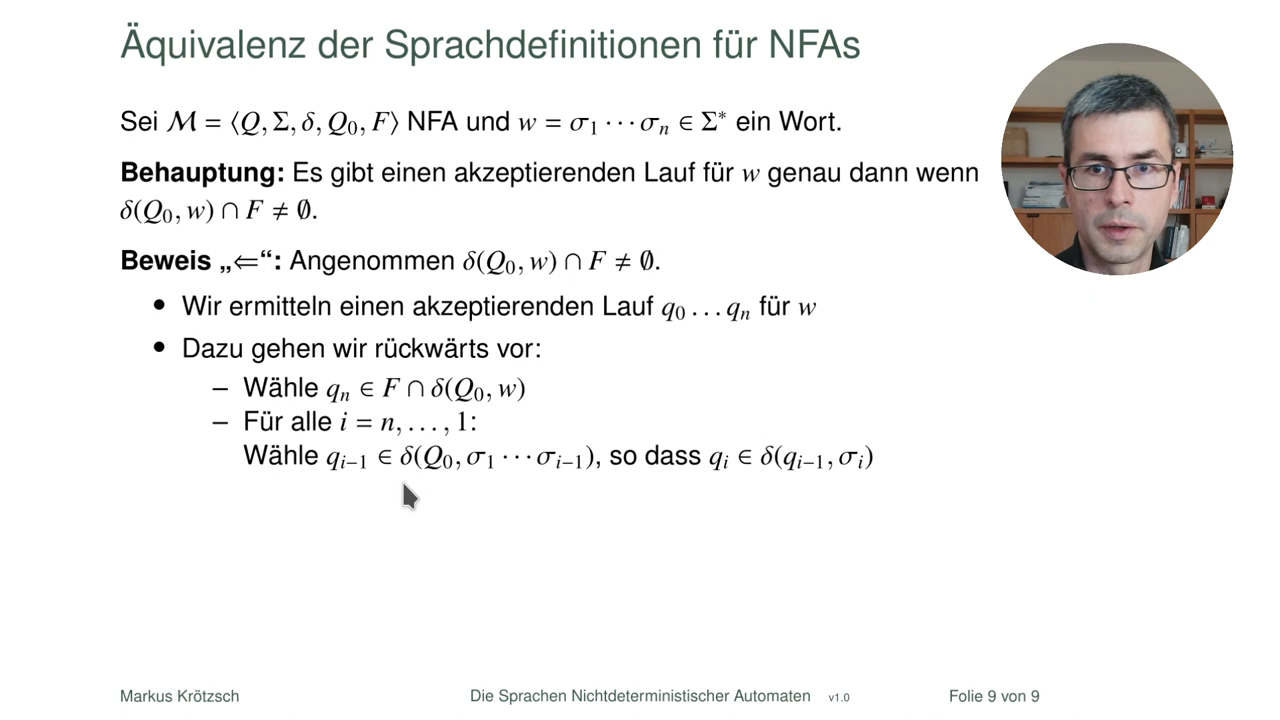 Äquivalenz der Sprachdefinitionen für NFAs
Sei ℳ = ⟨Q, Σ, δ, Q₀, F⟩ NFA und w = σ₁ ⋯ σₙ ∈ Σ* ein Wort.
Behauptung: Es gibt einen akzeptierenden Lauf für w genau dann wenn
δ(Q₀, w) ∩ F ≠ ∅.
Beweis „⇐“: Angenommen δ(Q₀, w) ∩ F ≠ ∅.
• Wir ermitteln einen akzeptierenden Lauf q₀ … qₙ für w
• Dazu gehen wir rückwärts vor:
– Wähle qₙ ∈ F ∩ δ(Q₀, w)
– Für alle i = n, … , 1:
Wähle qᵢ₋₁ ∈ δ(Q₀, σ₁ ⋯ σᵢ₋₁), so dass qᵢ ∈ δ(qᵢ₋₁, σᵢ)
Markus Krötzsch Die Sprachen Nichtdeterministischer Automaten v1.0 Folie 9 von 9